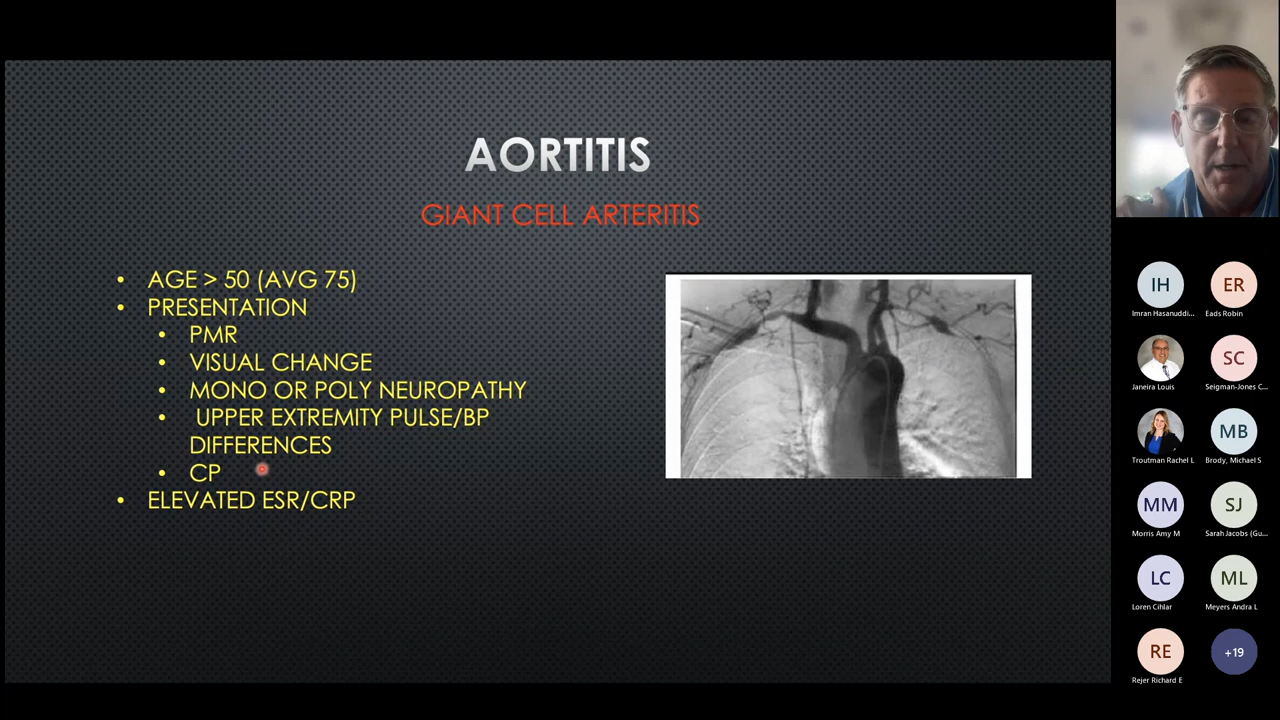 AORTITIS
GIANT CELL ARTERITIS
• AGE > 50 (AVG 75)
• PRESENTATION
• PMR
• VISUAL CHANGE
• MONO OR POLY NEUROPATHY
• UPPER EXTREMITY PULSE/BP
DIFFERENCES
• CP
• ELEVATED ESR/CRP
IH
ER
Imran Hasanuddi...
Eads Robin
SC
Janeira Louis
Seigman-Jones C...
MB
Troutman Rachel L
Brody, Michael S
MM
SJ
Morris Amy M
Sarah Jacobs (Gu...
LC
ML
Loren Cihlar
Meyers Andra L
RE
+19
Rejer Richard E